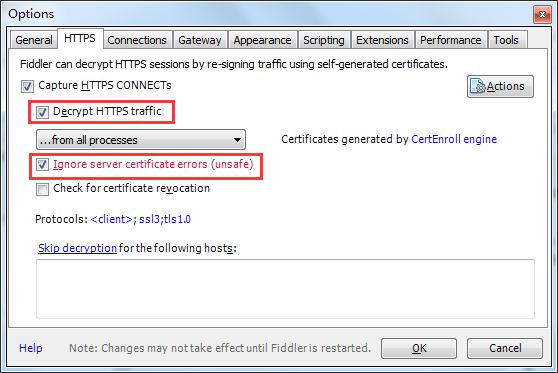 Options
General HTTPS Connections Gateway Appearance Scripting Extensions Performance Tools
Fiddler can decrypt HTTPS sessions by re-signing traffic using self-generated certificates.
Capture HTTPS CONNECTs
Actions
Decrypt HTTPS traffic
...from all processes
Certificates generated by CertEnroll engine
Ignore server certificate errors (unsafe)
Check for certificate revocation
Protocols: <client>; ssl3;tls1.0
Skip decryption for the following hosts:
Help Note: Changes may not take effect until Fiddler is restarted. OK Cancel